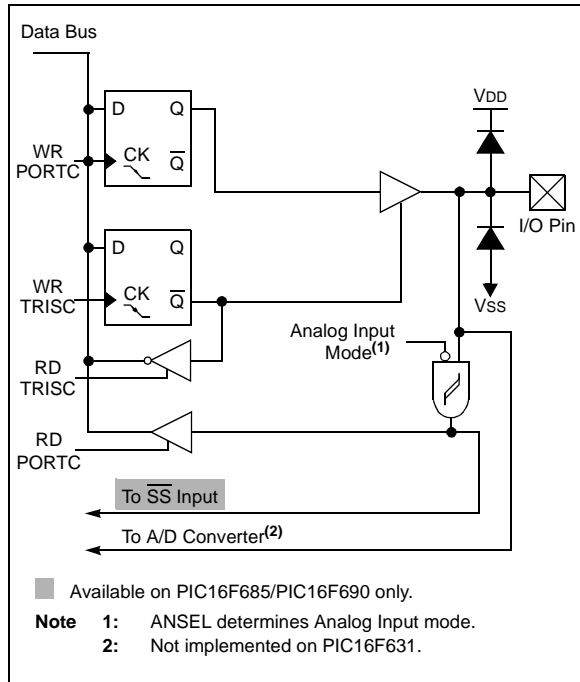 Data Bus
D Q
WR
PORTC
CK Q̅
VDD
I/O Pin
D Q
WR
TRISC
CK Q̅
VSS
RD
TRISC
Analog Input
Mode(1)
RD
PORTC
To S̅S̅ Input
To A/D Converter(2)
Available on PIC16F685/PIC16F690 only.
Note 1: ANSEL determines Analog Input mode.
2: Not implemented on PIC16F631.